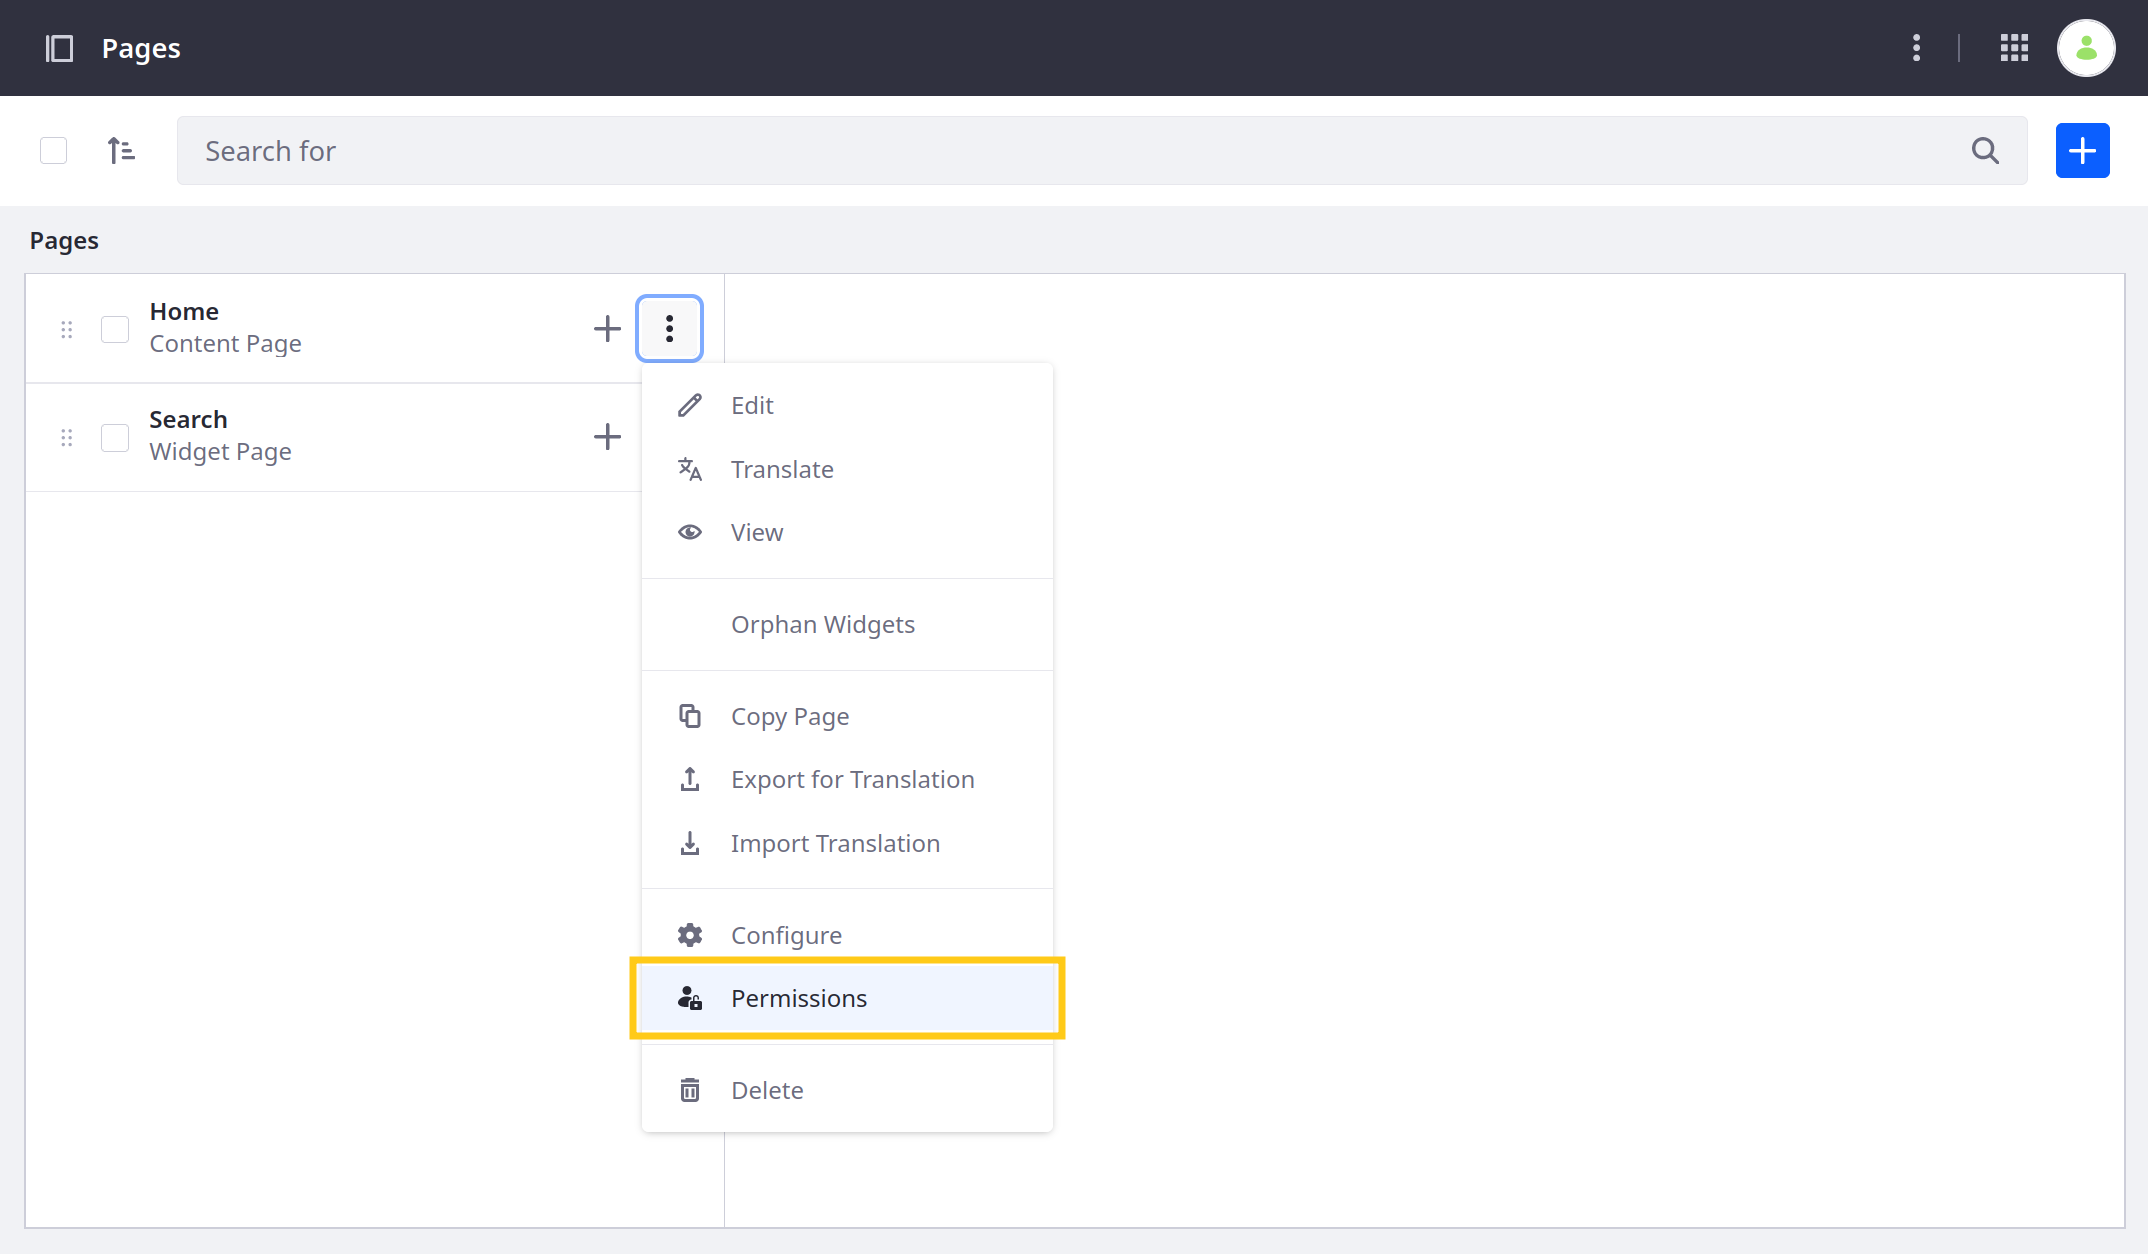 Pages
Search for
Pages
Home
Content Page
Search
Widget Page
Edit
Translate
View
Orphan Widgets
Copy Page
Export for Translation
Import Translation
Configure
Permissions
Delete